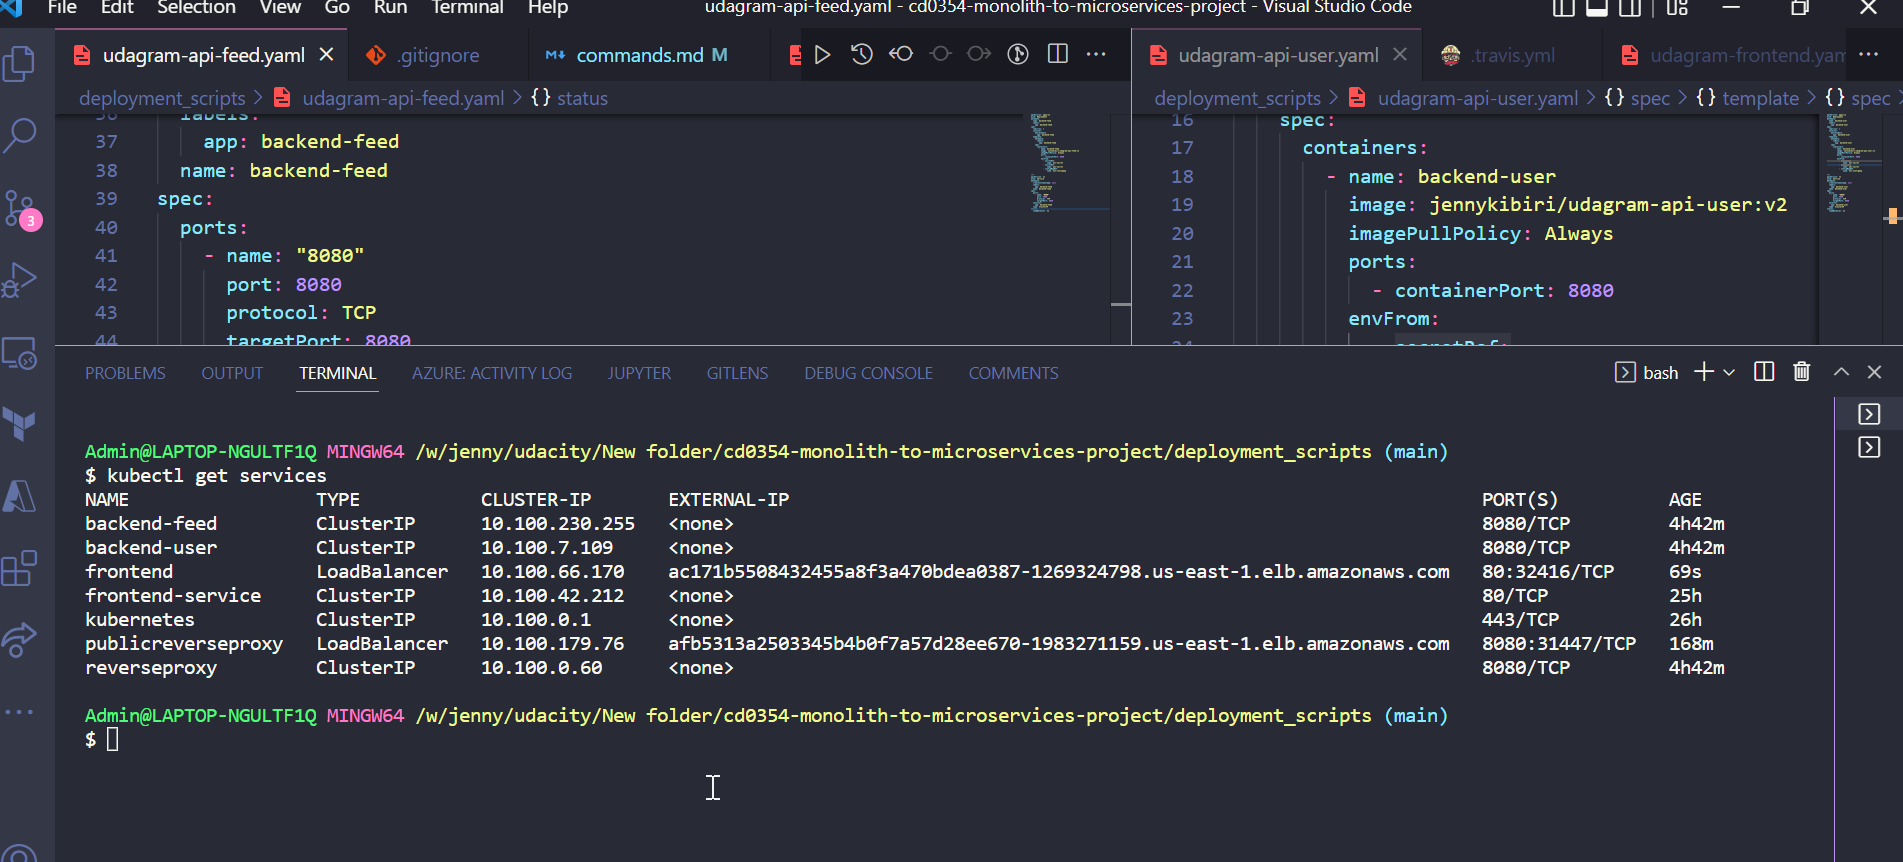 File Edit Selection View Go Run Terminal Help udagram-api-feed.yaml - cd0354-monolith-to-microservices-project - Visual Studio Code
udagram-api-feed.yaml .gitignore commands.md M
deployment_scripts > udagram-api-feed.yaml > {} status
36 labels:
37 app: backend-feed
38 name: backend-feed
39 spec:
40 ports:
41 - name: "8080"
42 port: 8080
43 protocol: TCP
44 targetPort: 8080
udagram-api-user.yaml .travis.yml udagram-frontend.yam
deployment_scripts > udagram-api-user.yaml > {} spec > {} template > {} spec >
16 spec:
17 containers:
18 - name: backend-user
19 image: jennykibiri/udagram-api-user:v2
20 imagePullPolicy: Always
21 ports:
22 - containerPort: 8080
23 envFrom:
24 - secretRef:
3
PROBLEMS OUTPUT TERMINAL AZURE: ACTIVITY LOG JUPYTER GITLENS DEBUG CONSOLE COMMENTS bash
Admin@LAPTOP-NGULTF1Q MINGW64 /w/jenny/udacity/New folder/cd0354-monolith-to-microservices-project/deployment_scripts (main)
$ kubectl get services
NAME TYPE CLUSTER-IP EXTERNAL-IP PORT(S) AGE
backend-feed ClusterIP 10.100.230.255 <none> 8080/TCP 4h42m
backend-user ClusterIP 10.100.7.109 <none> 8080/TCP 4h42m
frontend LoadBalancer 10.100.66.170 ac171b5508432455a8f3a470bdea0387-1269324798.us-east-1.elb.amazonaws.com 80:32416/TCP 69s
frontend-service ClusterIP 10.100.42.212 <none> 80/TCP 25h
kubernetes ClusterIP 10.100.0.1 <none> 443/TCP 26h
publicreverseproxy LoadBalancer 10.100.179.76 afb5313a2503345b4b0f7a57d28ee670-1983271159.us-east-1.elb.amazonaws.com 8080:31447/TCP 168m
reverseproxy ClusterIP 10.100.0.60 <none> 8080/TCP 4h42m
Admin@LAPTOP-NGULTF1Q MINGW64 /w/jenny/udacity/New folder/cd0354-monolith-to-microservices-project/deployment_scripts (main)
$